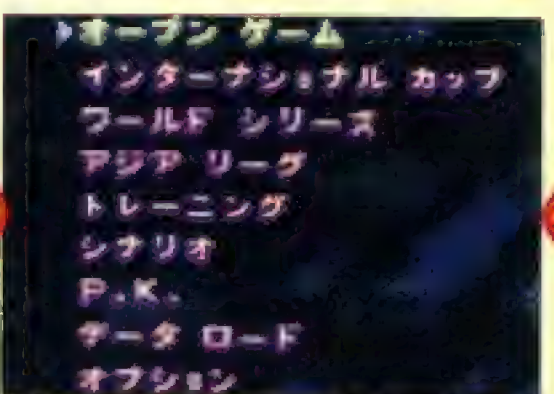 オープン ゲーム
インターナショナル カップ
ワールド シリーズ
アジア リーグ
トレーニング
シナリオ
P.K.
データ ロード
オプション